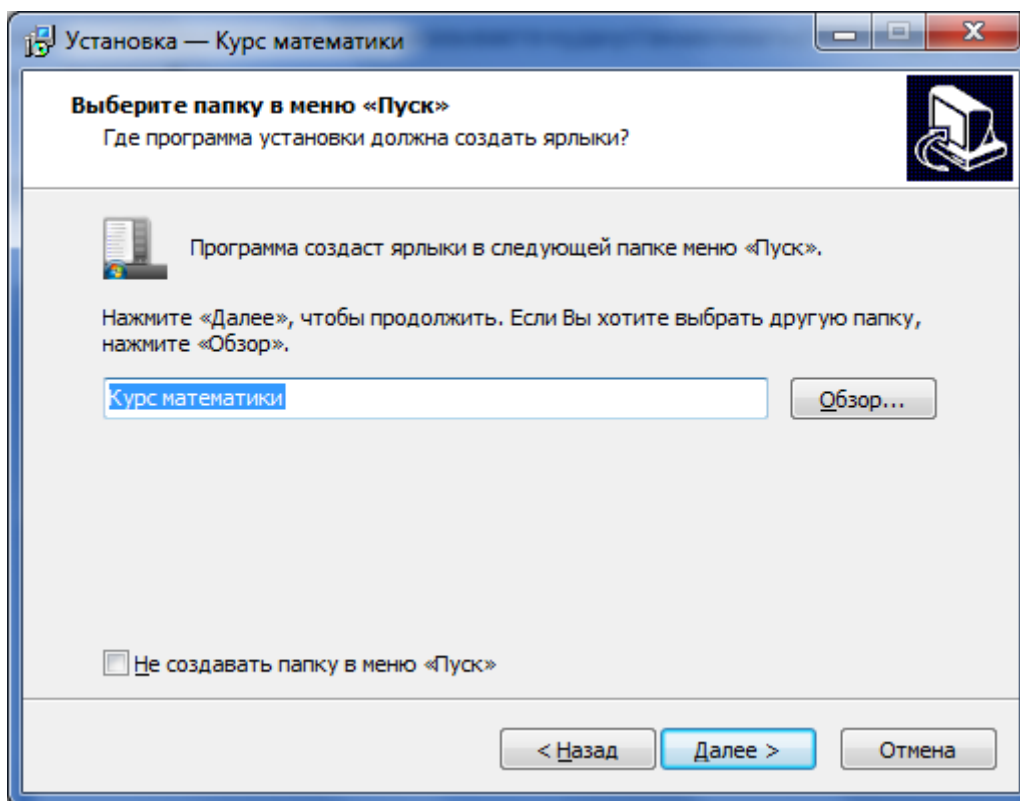 Установка — Курс математики
Выберите папку в меню «Пуск»
Где программа установки должна создать ярлыки?
Программа создаст ярлыки в следующей папке меню «Пуск».
Нажмите «Далее», чтобы продолжить. Если Вы хотите выбрать другую папку,
нажмите «Обзор».
Курс математики
Обзор...
Не создавать папку в меню «Пуск»
< Назад
Далее >
Отмена